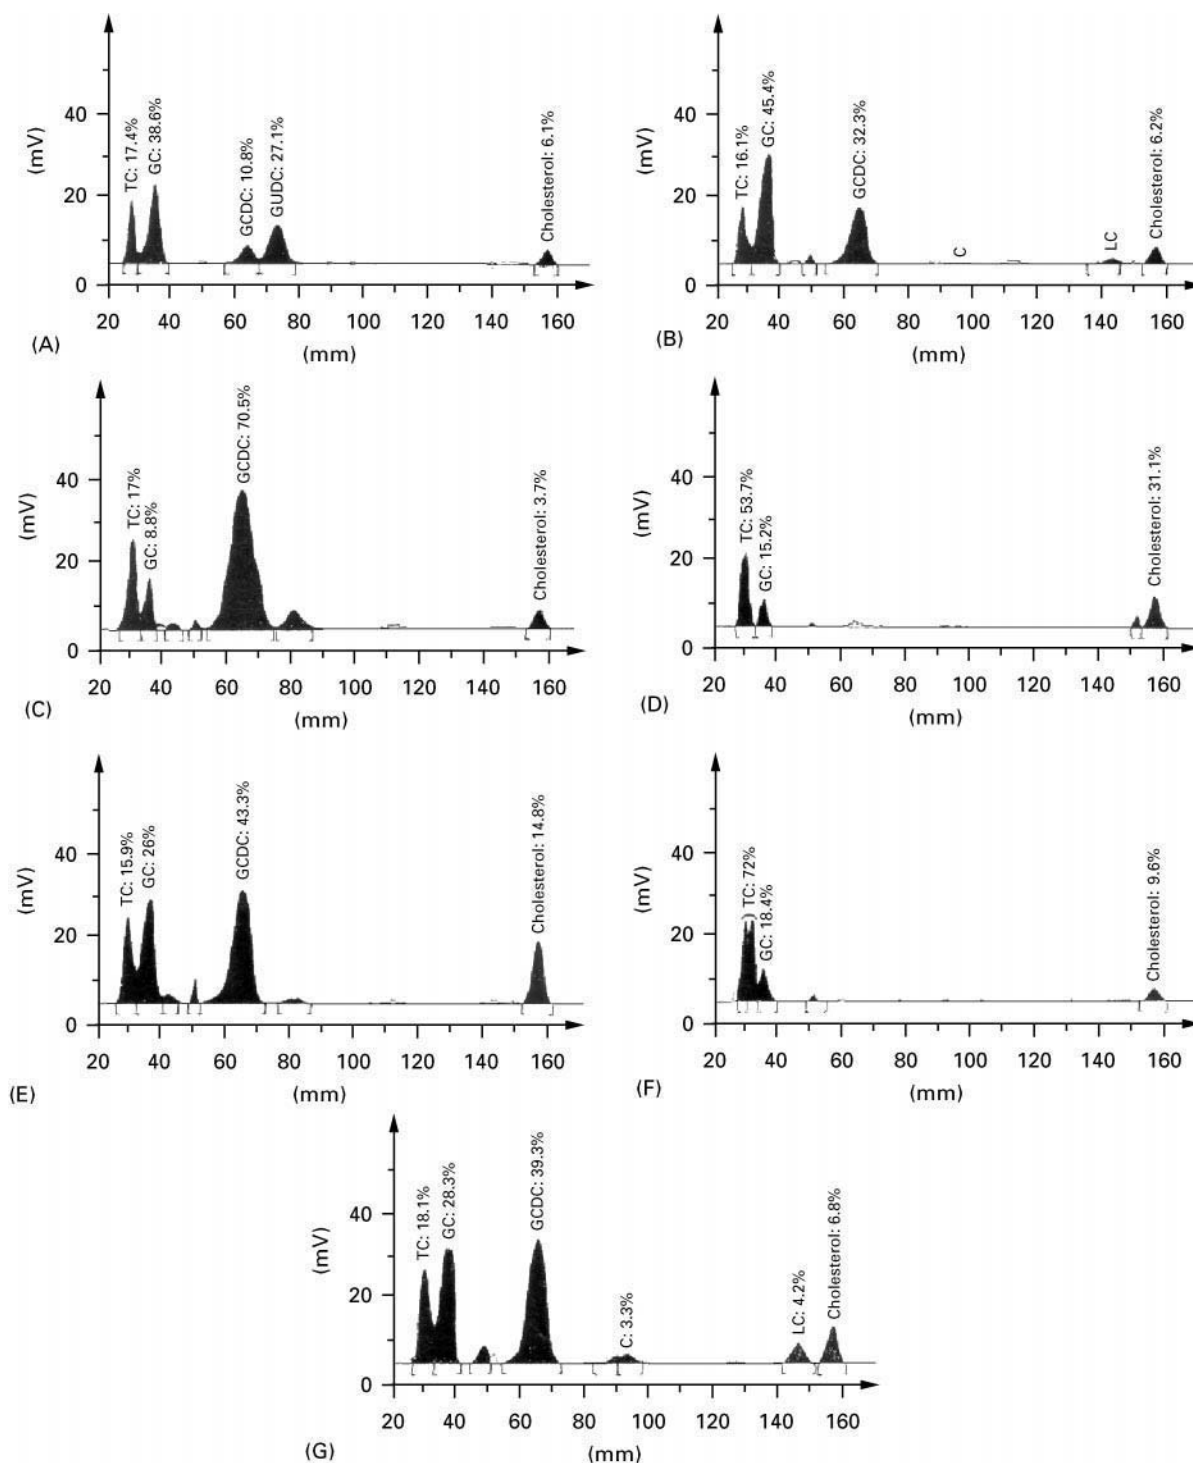 (mV)
40
20
0
TC: 17.4%
GC: 38.6%
GCDC: 10.8%
GUDC: 27.1%
Cholesterol: 6.1%
20 40 60 80 100 120 140 160
(mm)
(A)
(mV)
40
20
0
TC: 16.1%
GC: 45.4%
GCDC: 32.3%
C
LC
Cholesterol: 6.2%
20 40 60 80 100 120 140 160
(mm)
(B)
(mV)
40
20
0
TC: 17%
GC: 8.8%
GCDC: 70.5%
Cholesterol: 3.7%
20 40 60 80 100 120 140 160
(mm)
(C)
(mV)
40
20
0
TC: 53.7%
GC: 15.2%
Cholesterol: 31.1%
20 40 60 80 100 120 140 160
(mm)
(D)
(mV)
40
20
0
TC: 15.9%
GC: 26%
GCDC: 43.3%
Cholesterol: 14.8%
20 40 60 80 100 120 140 160
(mm)
(E)
(mV)
40
20
0
TC: 72%
GC: 18.4%
Cholesterol: 9.6%
20 40 60 80 100 120 140 160
(mm)
(F)
(mV)
40
20
0
TC: 18.1%
GC: 28.3%
GCDC: 39.3%
C: 3.3%
LC: 4.2%
Cholesterol: 6.8%
20 40 60 80 100 120 140 160
(mm)
(G)